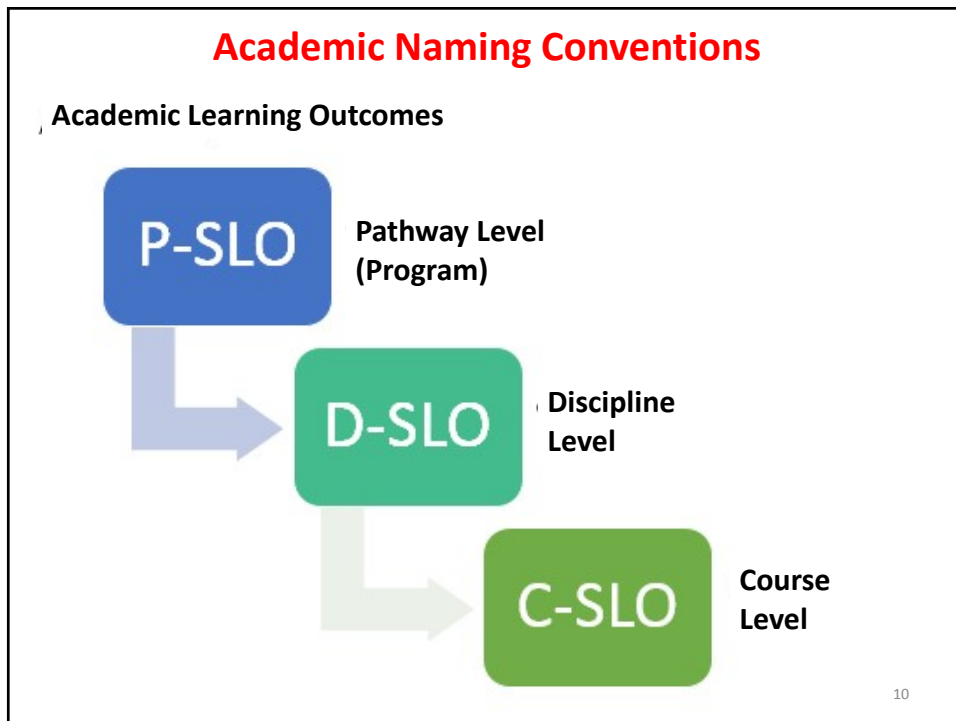 Academic Naming Conventions
Academic Learning Outcomes
P-SLO
Pathway Level
(Program)
D-SLO
Discipline
Level
C-SLO
Course
Level
10